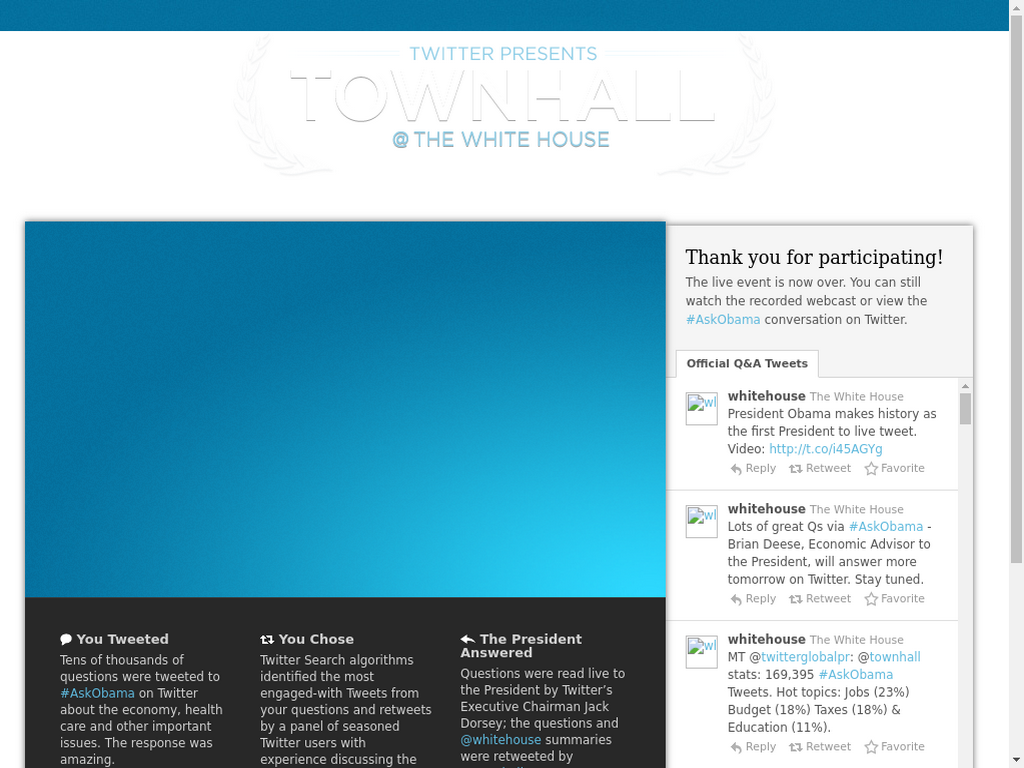 TWITTER PRESENTS
TOWNHALL
@ THE WHITE HOUSE
Thank you for participating!
The live event is now over. You can still
watch the recorded webcast or view the
#AskObama conversation on Twitter.
Official Q&A Tweets
whitehouse The White House
President Obama makes history as
the first President to live tweet.
Video: http://t.co/i45AGYg
Reply Retweet Favorite
whitehouse The White House
Lots of great Qs via #AskObama -
Brian Deese, Economic Advisor to
the President, will answer more
tomorrow on Twitter. Stay tuned.
Reply Retweet Favorite
whitehouse The White House
MT @twitterglobalpr: @townhall
stats: 169,395 #AskObama
Tweets. Hot topics: Jobs (23%)
Budget (18%) Taxes (18%) &
Education (11%).
Reply Retweet Favorite
You Tweeted
Tens of thousands of
questions were tweeted to
#AskObama on Twitter
about the economy, health
care and other important
issues. The response was
amazing.
You Chose
Twitter Search algorithms
identified the most
engaged-with Tweets from
your questions and retweets
by a panel of seasoned
Twitter users with
experience discussing the
The President
Answered
Questions were read live to
the President by Twitter's
Executive Chairman Jack
Dorsey; the questions and
@whitehouse summaries
were retweeted by